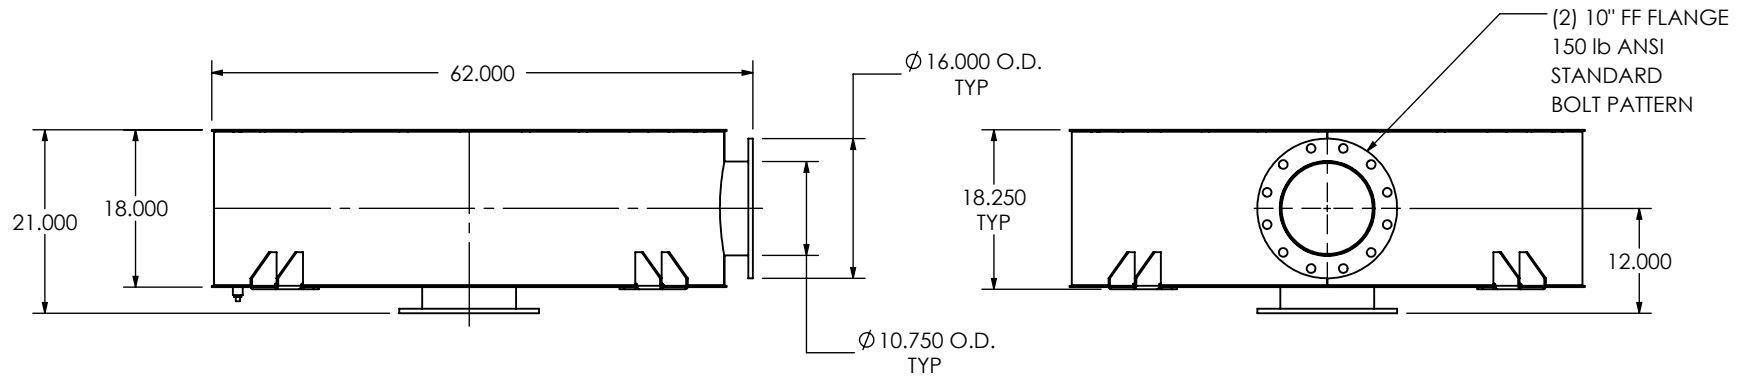 (2) 10" FF FLANGE
150 lb ANSI
STANDARD
BOLT PATTERN
62.000
Ø16.000 O.D.
TYP
21.000
18.000
18.250
TYP
12.000
Ø10.750 O.D.
TYP